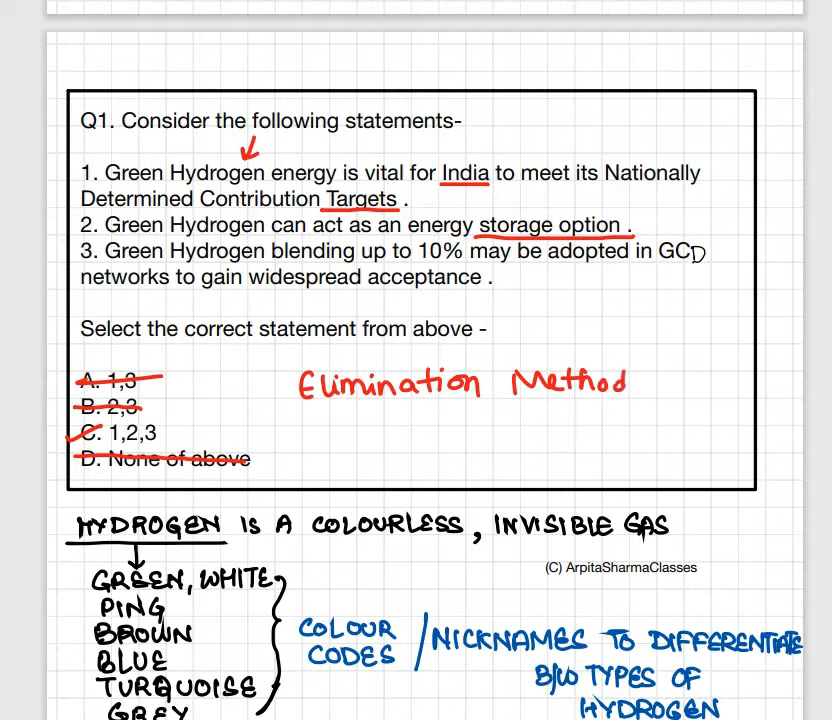 Q1. Consider the following statements-
1. Green Hydrogen energy is vital for India to meet its Nationally
Determined Contribution Targets .
2. Green Hydrogen can act as an energy storage option .
3. Green Hydrogen blending up to 10% may be adopted in GCD
networks to gain widespread acceptance .
Select the correct statement from above -
A. 1,3
B. 2,3
C. 1,2,3
D. None of above
Elimination Method
HYDROGEN IS A COLOURLESS, INVISIBLE GAS
(C) ArpitaSharmaClasses
GREEN, WHITE
PING
BROWN
BLUE
TURQUOISE
GREY
COLOUR
CODES
/ NICKNAMES TO DIFFERENTIATE
B/W TYPES OF
HYDROGEN